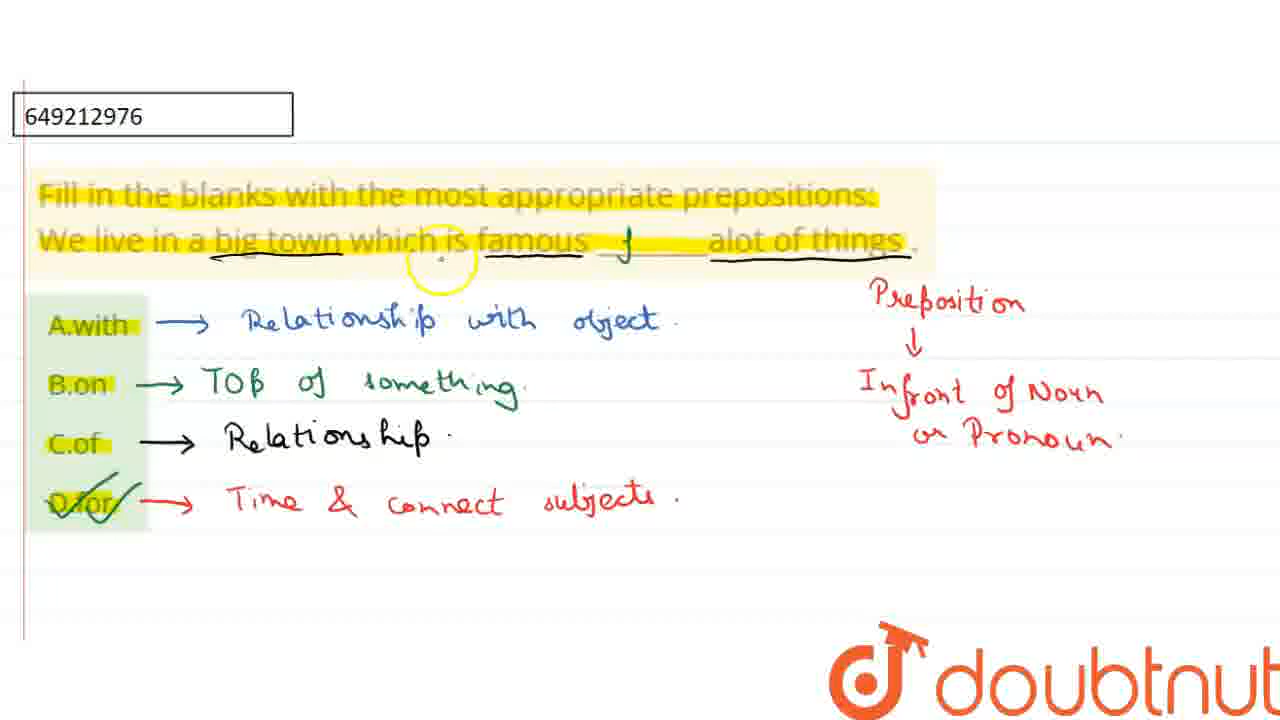 649212976
Fill in the blanks with the most appropriate prepositions:
We live in a big town which is famous f alot of things .
A.with → Relationship with object.
B.on → Top of something.
C.of → Relationship.
D.for → Time & connect subjects.
Preposition
↓
Infront of Noun
or Pronoun.
doubtnut